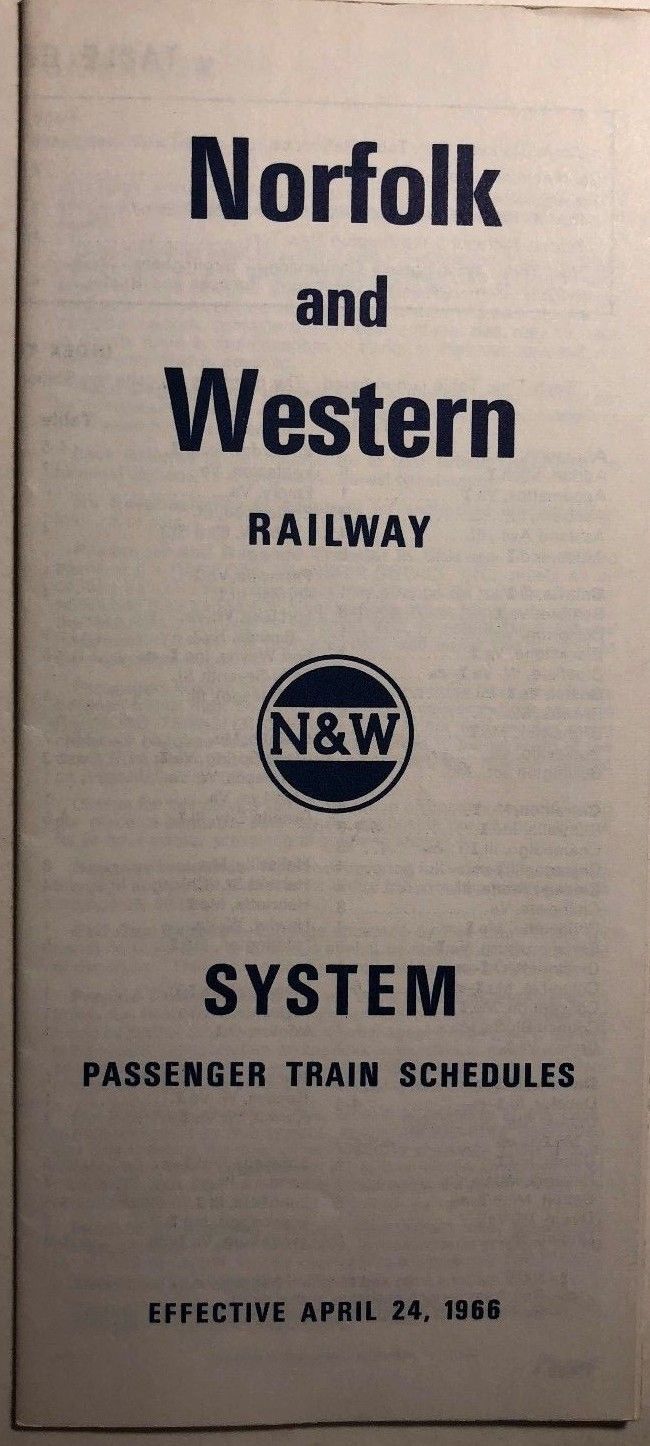 Norfolk
and
Western
RAILWAY
N&W
SYSTEM
PASSENGER TRAIN SCHEDULES
EFFECTIVE APRIL 24, 1966